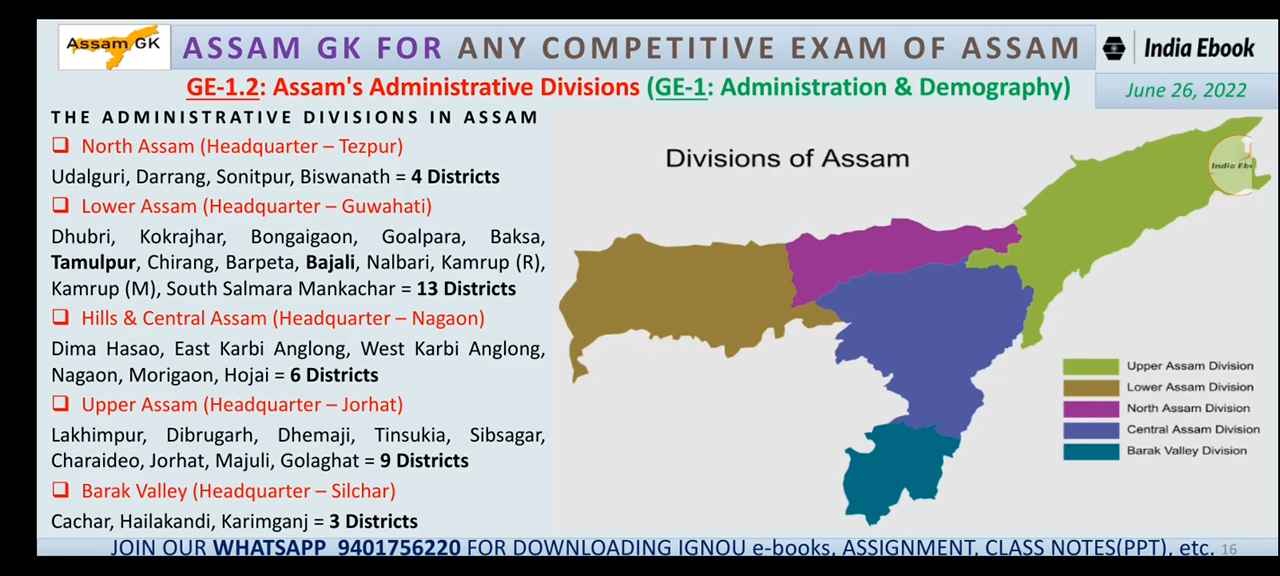 Assam GK
ASSAM GK FOR ANY COMPETITIVE EXAM OF ASSAM
India Ebook
GE-1.2: Assam's Administrative Divisions (GE-1: Administration & Demography)
June 26, 2022
THE ADMINISTRATIVE DIVISIONS IN ASSAM
❑ North Assam (Headquarter – Tezpur)
Udalguri, Darrang, Sonitpur, Biswanath = 4 Districts
❑ Lower Assam (Headquarter – Guwahati)
Dhubri, Kokrajhar, Bongaigaon, Goalpara, Baksa,
Tamulpur, Chirang, Barpeta, Bajali, Nalbari, Kamrup (R),
Kamrup (M), South Salmara Mankachar = 13 Districts
❑ Hills & Central Assam (Headquarter – Nagaon)
Dima Hasao, East Karbi Anglong, West Karbi Anglong,
Nagaon, Morigaon, Hojai = 6 Districts
❑ Upper Assam (Headquarter – Jorhat)
Lakhimpur, Dibrugarh, Dhemaji, Tinsukia, Sibsagar,
Charaideo, Jorhat, Majuli, Golaghat = 9 Districts
❑ Barak Valley (Headquarter – Silchar)
Cachar, Hailakandi, Karimganj = 3 Districts
Divisions of Assam
India Eb
Upper Assam Division
Lower Assam Division
North Assam Division
Central Assam Division
Barak Valley Division
JOIN OUR WHATSAPP 9401756220 FOR DOWNLOADING IGNOU e-books, ASSIGNMENT, CLASS NOTES(PPT), etc. 16